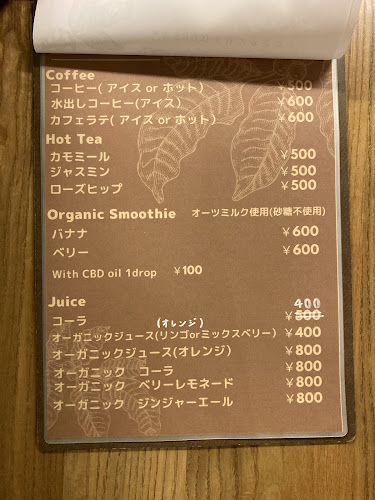 Coffee
コーヒー( アイス or ホット) ￥500
水出しコーヒー(アイス) ￥600
カフェラテ( アイス or ホット) ￥600
Hot Tea
カモミール ￥500
ジャスミン ￥500
ローズヒップ ￥500
Organic Smoothie オーツミルク使用(砂糖不使用)
バナナ ￥600
ベリー ￥600
With CBD oil 1drop ￥100
Juice 400
コーラ ￥500
(オレンジ)
オーガニックジュース(リンゴorミックスベリー) ￥400
オーガニックジュース(オレンジ) ￥800
オーガニック コーラ ￥800
オーガニック ベリーレモネード ￥800
オーガニック ジンジャーエール ￥800